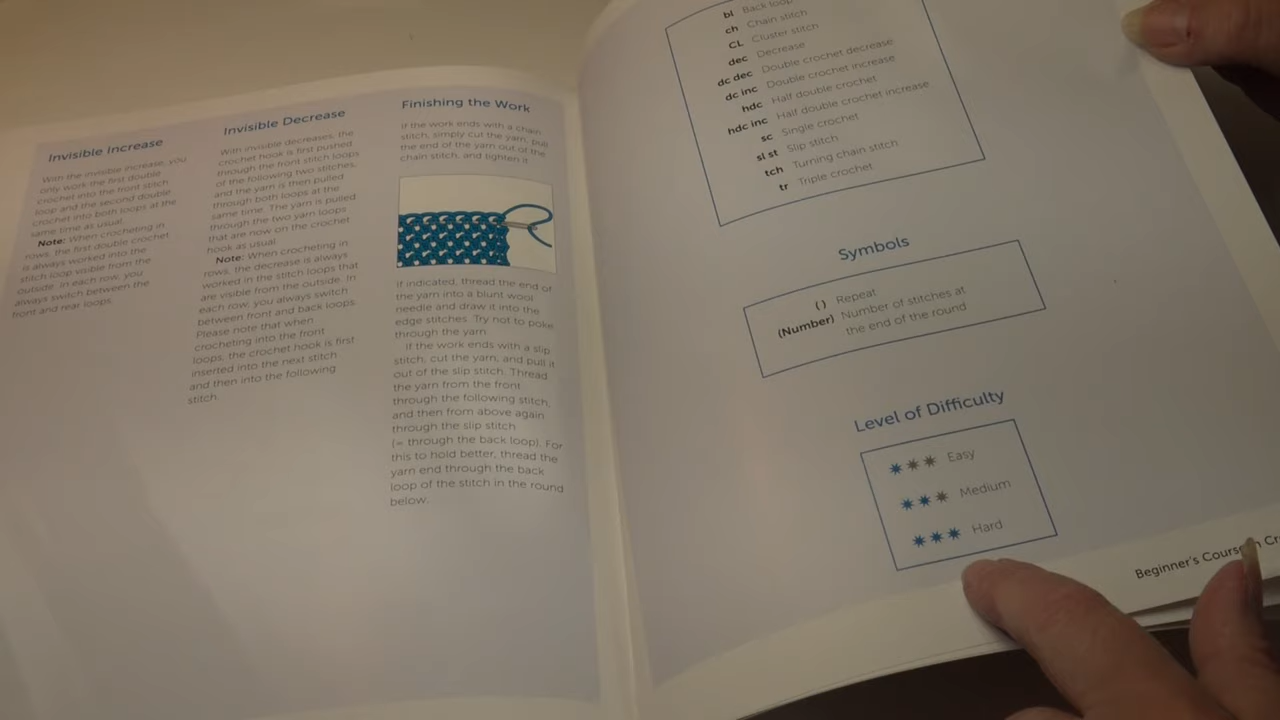 Invisible Increase
With the invisible increase, you
only work the first double
crochet into the front stitch
loop and the second double
crochet into both loops at the
same time as usual.
Note: When crocheting in
rows, the first double crochet
is always worked into the
stitch loop visible from the
outside. In each row, you
always switch between the
front and rear loops.
Invisible Decrease
With invisible decreases, the
crochet hook is first pushed
through the front stitch loops
of the following two stitches,
and the yarn is then pulled
through both loops at the
same time. The yarn is pulled
through the two yarn loops
that are now on the crochet
hook as usual.
Note: When crocheting in
rows, the decrease is always
worked in the stitch loops that
are visible from the outside. In
each row, you always switch
between front and back loops.
Please note that when
crocheting into the front
loops, the crochet hook is first
inserted into the next stitch
and then into the following
stitch.
Finishing the Work
If the work ends with a chain
stitch, simply cut the yarn, pull
the end of the yarn out of the
chain stitch, and tighten it.
If indicated, thread the end of
the yarn into a blunt wool
needle and draw it into the
edge stitches. Try not to poke
through the yarn.
If the work ends with a slip
stitch, cut the yarn, and pull it
out of the slip stitch. Thread
the yarn from the front
through the following stitch,
and then from above again
through the slip stitch
(= through the back loop). For
this to hold better, thread the
yarn end through the back
loop of the stitch in the round
below.
bl Back loop
ch Chain stitch
CL Cluster stitch
dec Decrease
dc dec Double crochet decrease
dc inc Double crochet increase
hdc Half double crochet
hdc inc Half double crochet increase
sc Single crochet
sl st Slip stitch
tch Turning chain stitch
tr Triple crochet
Symbols
( ) Repeat
(Number) Number of stitches at
the end of the round
Level of Difficulty
Easy
Medium
Hard
Beginner's Course